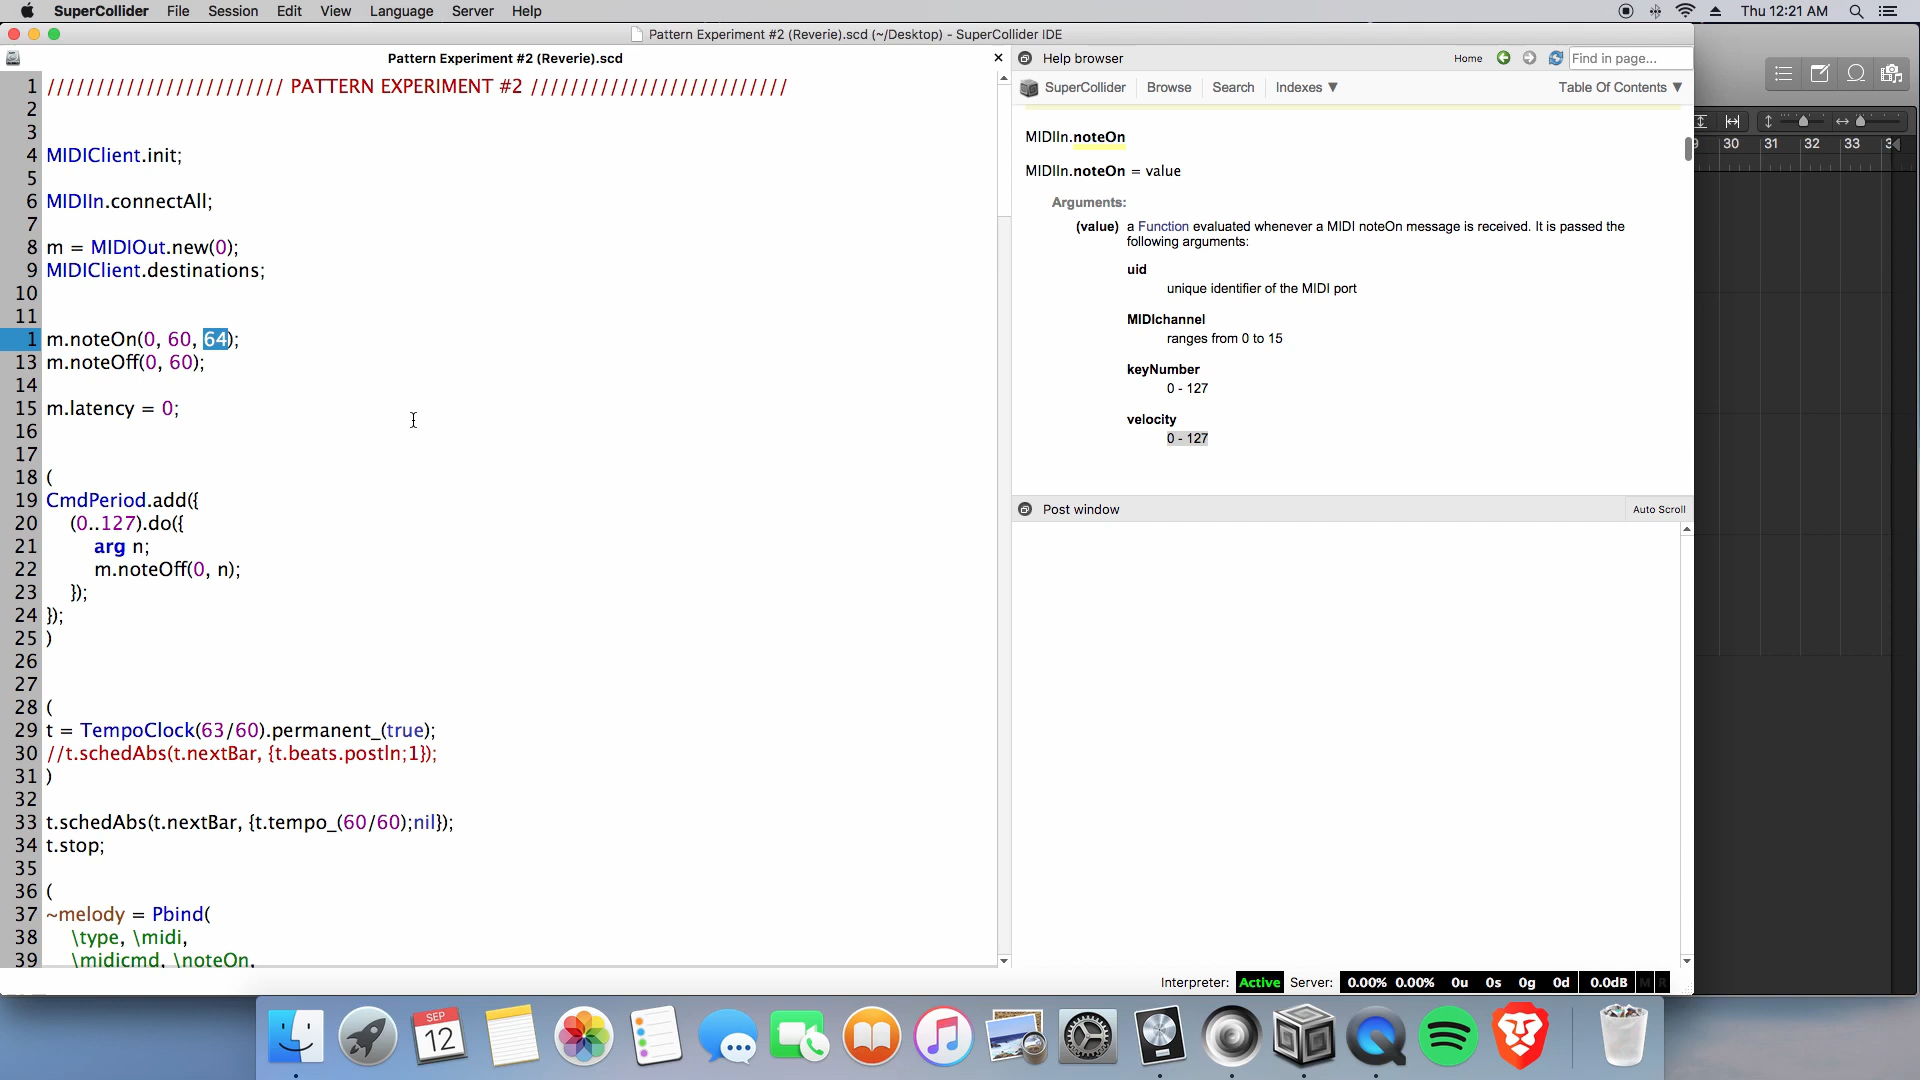 SuperCollider File Session Edit View Language Server Help Thu 12:21 AM
Pattern Experiment #2 (Reverie).scd (~/Desktop) - SuperCollider IDE
Pattern Experiment #2 (Reverie).scd
1 //////////////////////// PATTERN EXPERIMENT #2 //////////////////////////
2
3
4 MIDIClient.init;
5
6 MIDIIn.connectAll;
7
8 m = MIDIOut.new(0);
9 MIDIClient.destinations;
10
11
1 m.noteOn(0, 60, 64);
13 m.noteOff(0, 60);
14
15 m.latency = 0;
16
17
18 (
19 CmdPeriod.add({
20 (0..127).do({
21 arg n;
22 m.noteOff(0, n);
23 });
24 });
25 )
26
27
28 (
29 t = TempoClock(63/60).permanent_(true);
30 //t.schedAbs(t.nextBar, {t.beats.postln;1});
31 )
32
33 t.schedAbs(t.nextBar, {t.tempo_(60/60);nil});
34 t.stop;
35
36 (
37 ~melody = Pbind(
38 \type, \midi,
39 \midicmd, \noteOn,
Help browser Home Find in page...
SuperCollider Browse Search Indexes ▼ Table Of Contents ▼
MIDIIn.noteOn
MIDIIn.noteOn = value
Arguments:
(value) a Function evaluated whenever a MIDI noteOn message is received. It is passed the
following arguments:
uid
unique identifier of the MIDI port
MIDIchannel
ranges from 0 to 15
keyNumber
0 - 127
velocity
0 - 127
Post window Auto Scroll
Interpreter: Active Server: 0.00% 0.00% 0u 0s 0g 0d 0.0dB M R
30 31 32 33
SEP
12